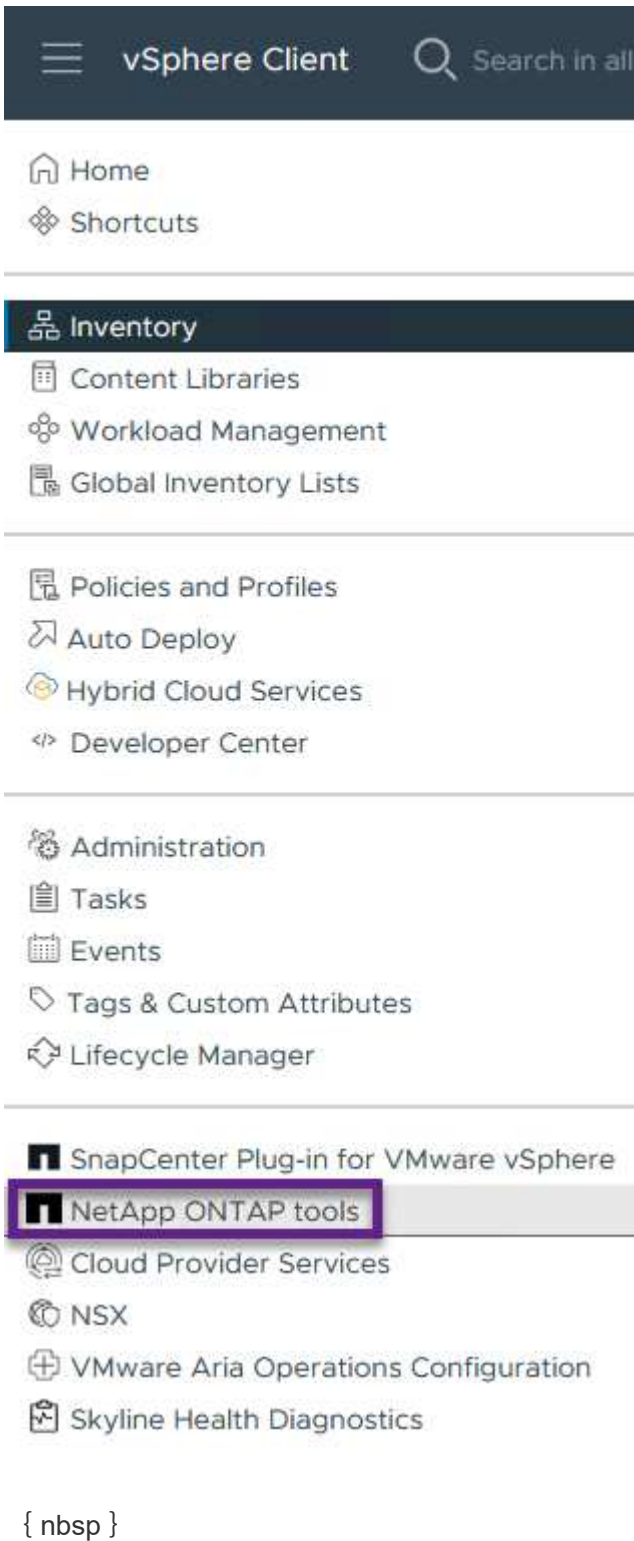 vSphere Client
Search in all
Home
Shortcuts
Inventory
Content Libraries
Workload Management
Global Inventory Lists
Policies and Profiles
Auto Deploy
Hybrid Cloud Services
Developer Center
Administration
Tasks
Events
Tags & Custom Attributes
Lifecycle Manager
SnapCenter Plug-in for VMware vSphere
NetApp ONTAP tools
Cloud Provider Services
NSX
VMware Aria Operations Configuration
Skyline Health Diagnostics
{ nbsp }